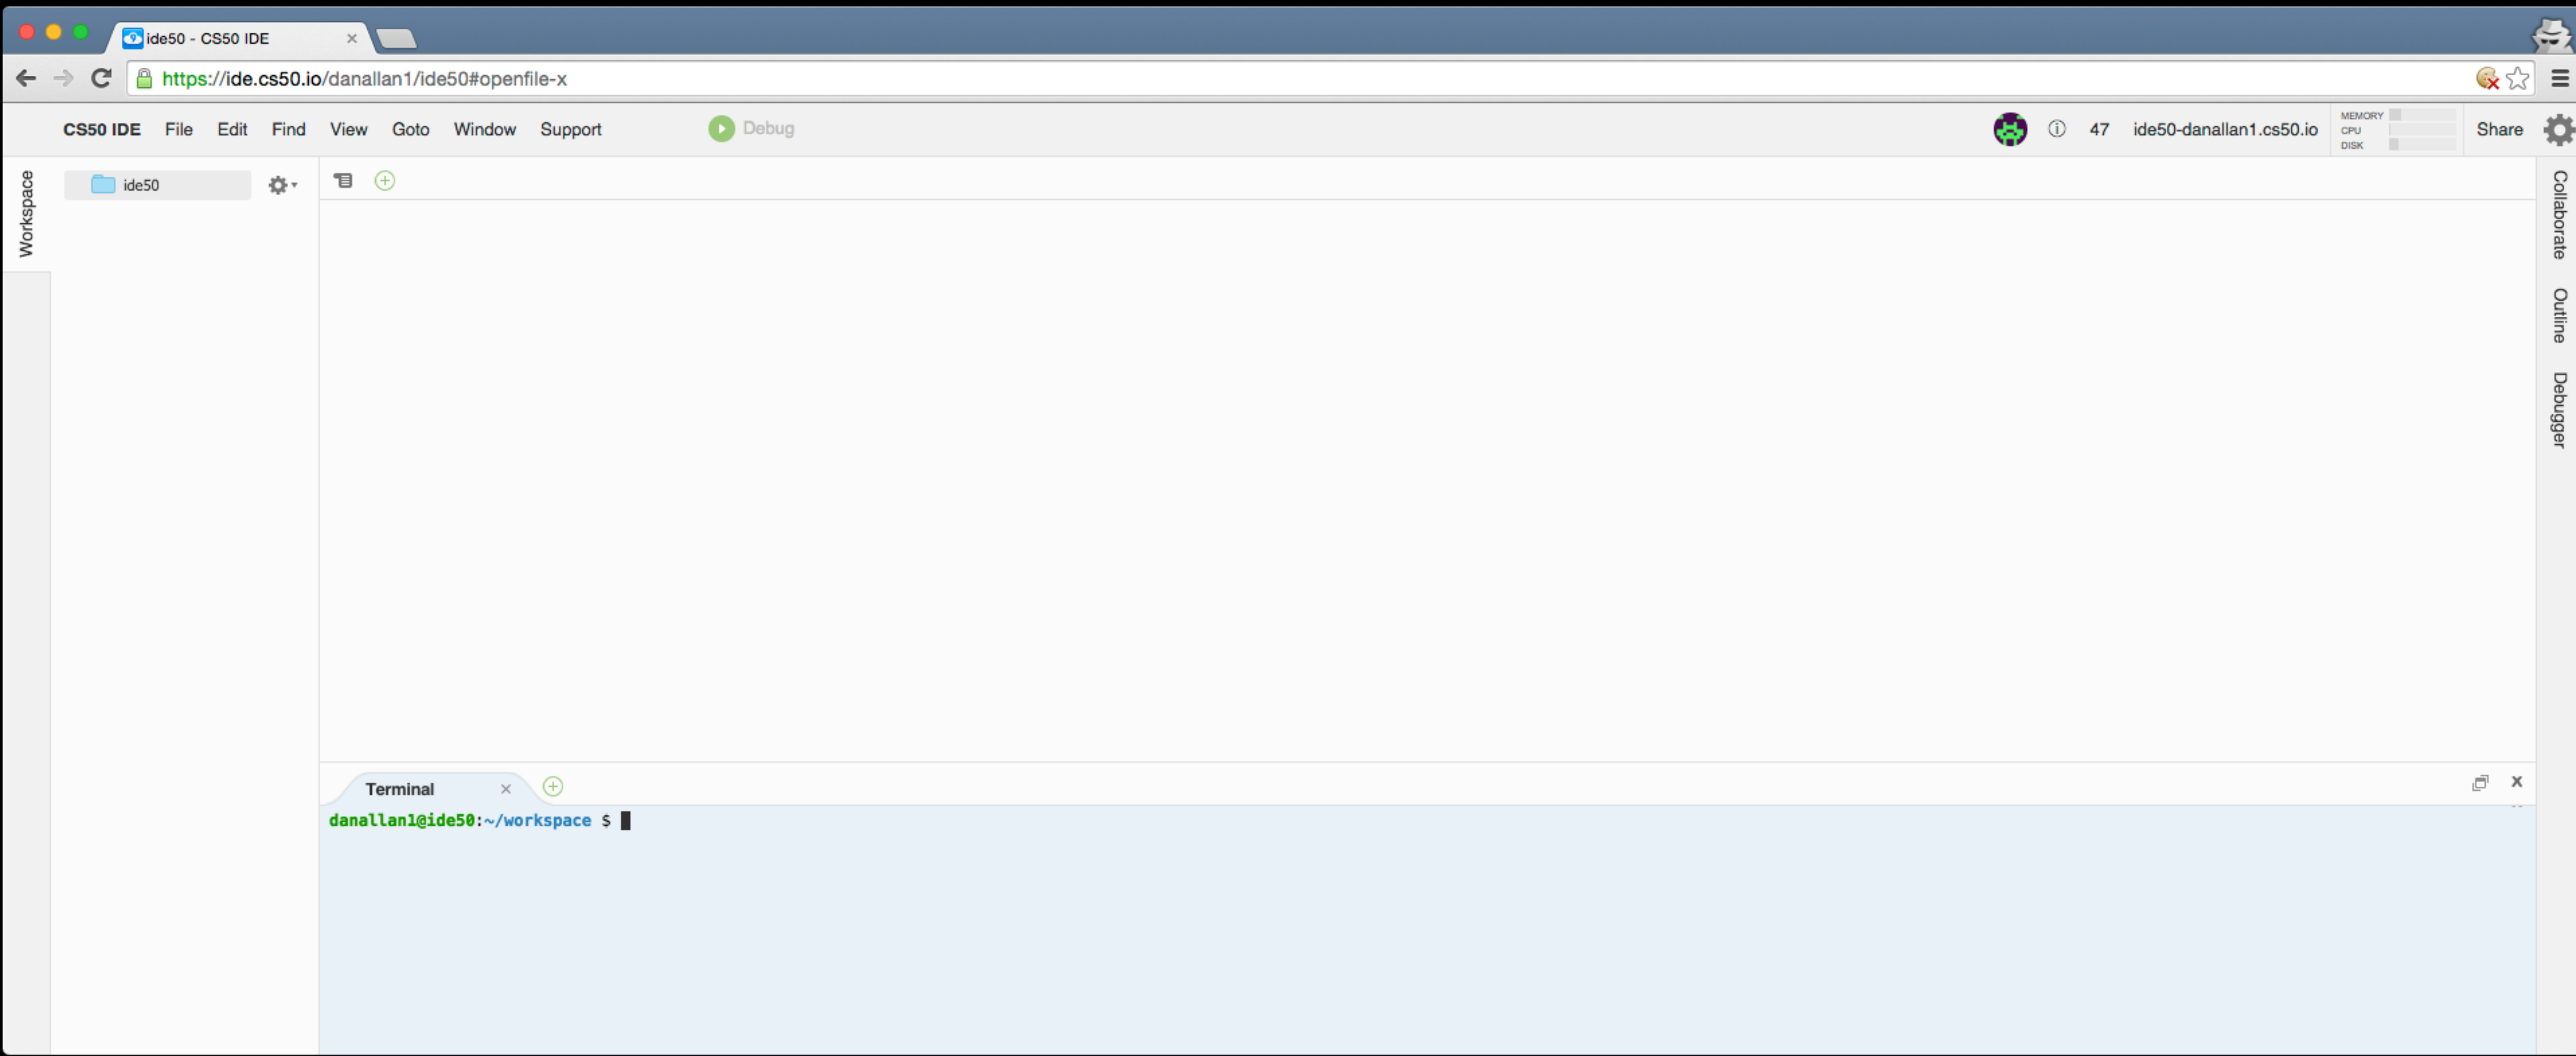 ide50 - CS50 IDE
https://ide.cs50.io/danallan1/ide50#openfile-x
CS50 IDE File Edit Find View Goto Window Support Debug 47 ide50-danallan1.cs50.io MEMORY CPU DISK Share
Workspace
ide50
Collaborate
Outline
Debugger
Terminal
danallan1@ide50:~/workspace $